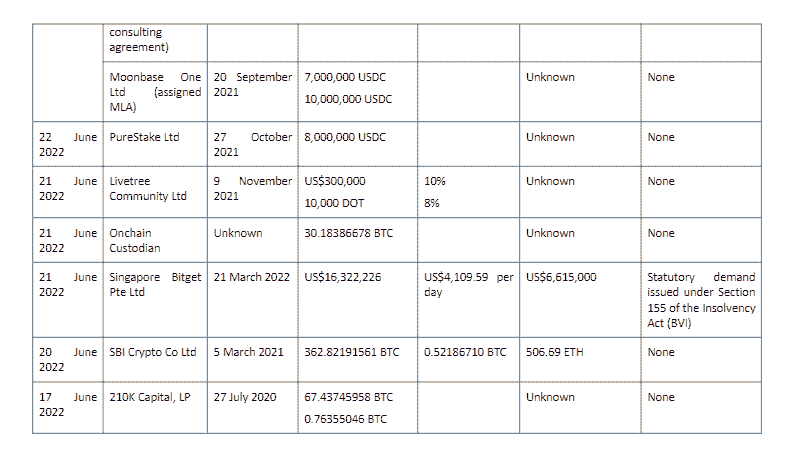 consulting
agreement)
Moonbase One
Ltd (assigned
MLA)
20 September
2021
7,000,000 USDC
10,000,000 USDC
Unknown
None
22 June
2022
PureStake Ltd
27 October
2021
8,000,000 USDC
Unknown
None
21 June
2022
Livetree
Community Ltd
9 November
2021
US$300,000
10,000 DOT
10%
8%
Unknown
None
21 June
2022
Onchain
Custodian
Unknown
30.18386678 BTC
Unknown
None
21 June
2022
Singapore Bitget
Pte Ltd
21 March 2022
US$16,322,226
US$4,109.59 per
day
US$6,615,000
Statutory demand
issued under Section
155 of the Insolvency
Act (BVI)
20 June
2022
SBI Crypto Co Ltd
5 March 2021
362.82191561 BTC
0.52186710 BTC
506.69 ETH
None
17 June
2022
210K Capital, LP
27 July 2020
67.43745958 BTC
0.76355046 BTC
Unknown
None